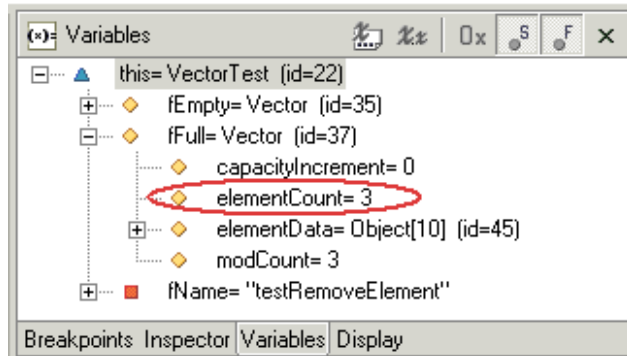 (x)= Variables 0x S F
this= VectorTest (id=22)
fEmpty= Vector (id=35)
fFull= Vector (id=37)
capacityIncrement= 0
elementCount= 3
elementData= Object[10] (id=45)
modCount= 3
fName= "testRemoveElement"
Breakpoints Inspector Variables Display